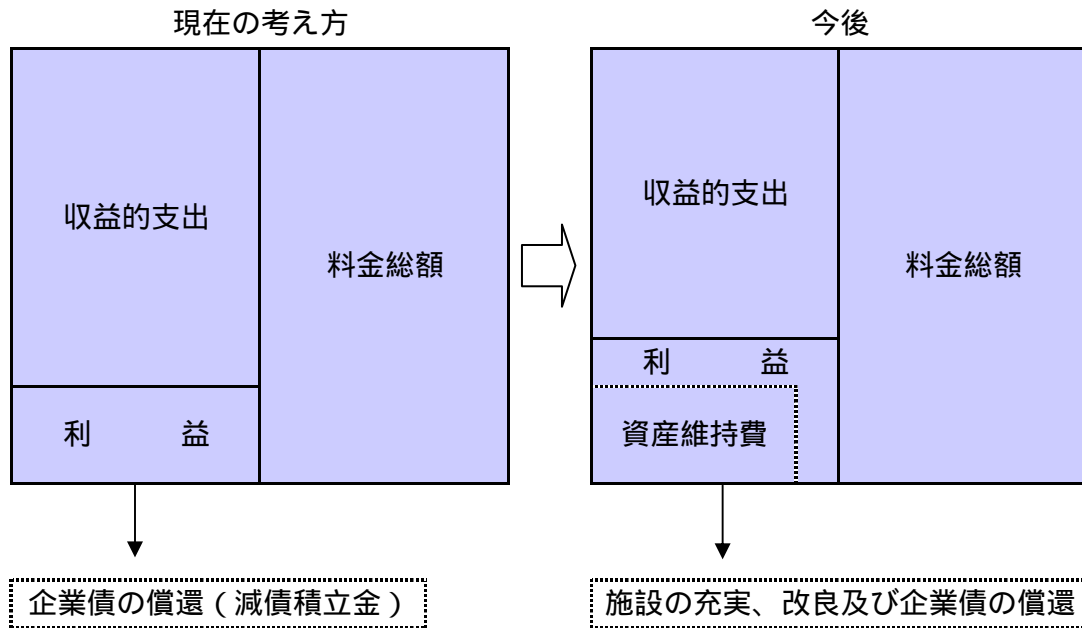 現在の考え方
収益的支出
料金総額
利 益
企業債の償還（減債積立金）
今後
収益的支出
料金総額
利 益
資産維持費
施設の充実、改良及び企業債の償還